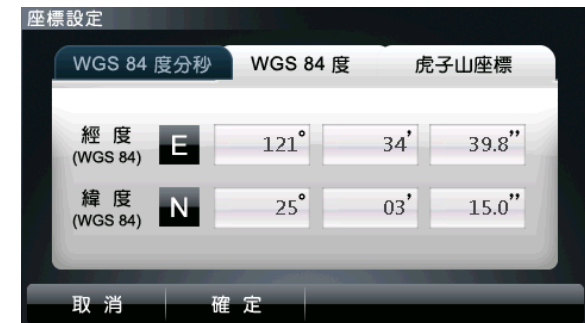 座標設定
WGS 84 度分秒 WGS 84 度 虎子山座標
經 度 E 121° 34’ 39.8’’
(WGS 84)
緯 度 N 25° 03’ 15.0’’
(WGS 84)
取 消 確 定